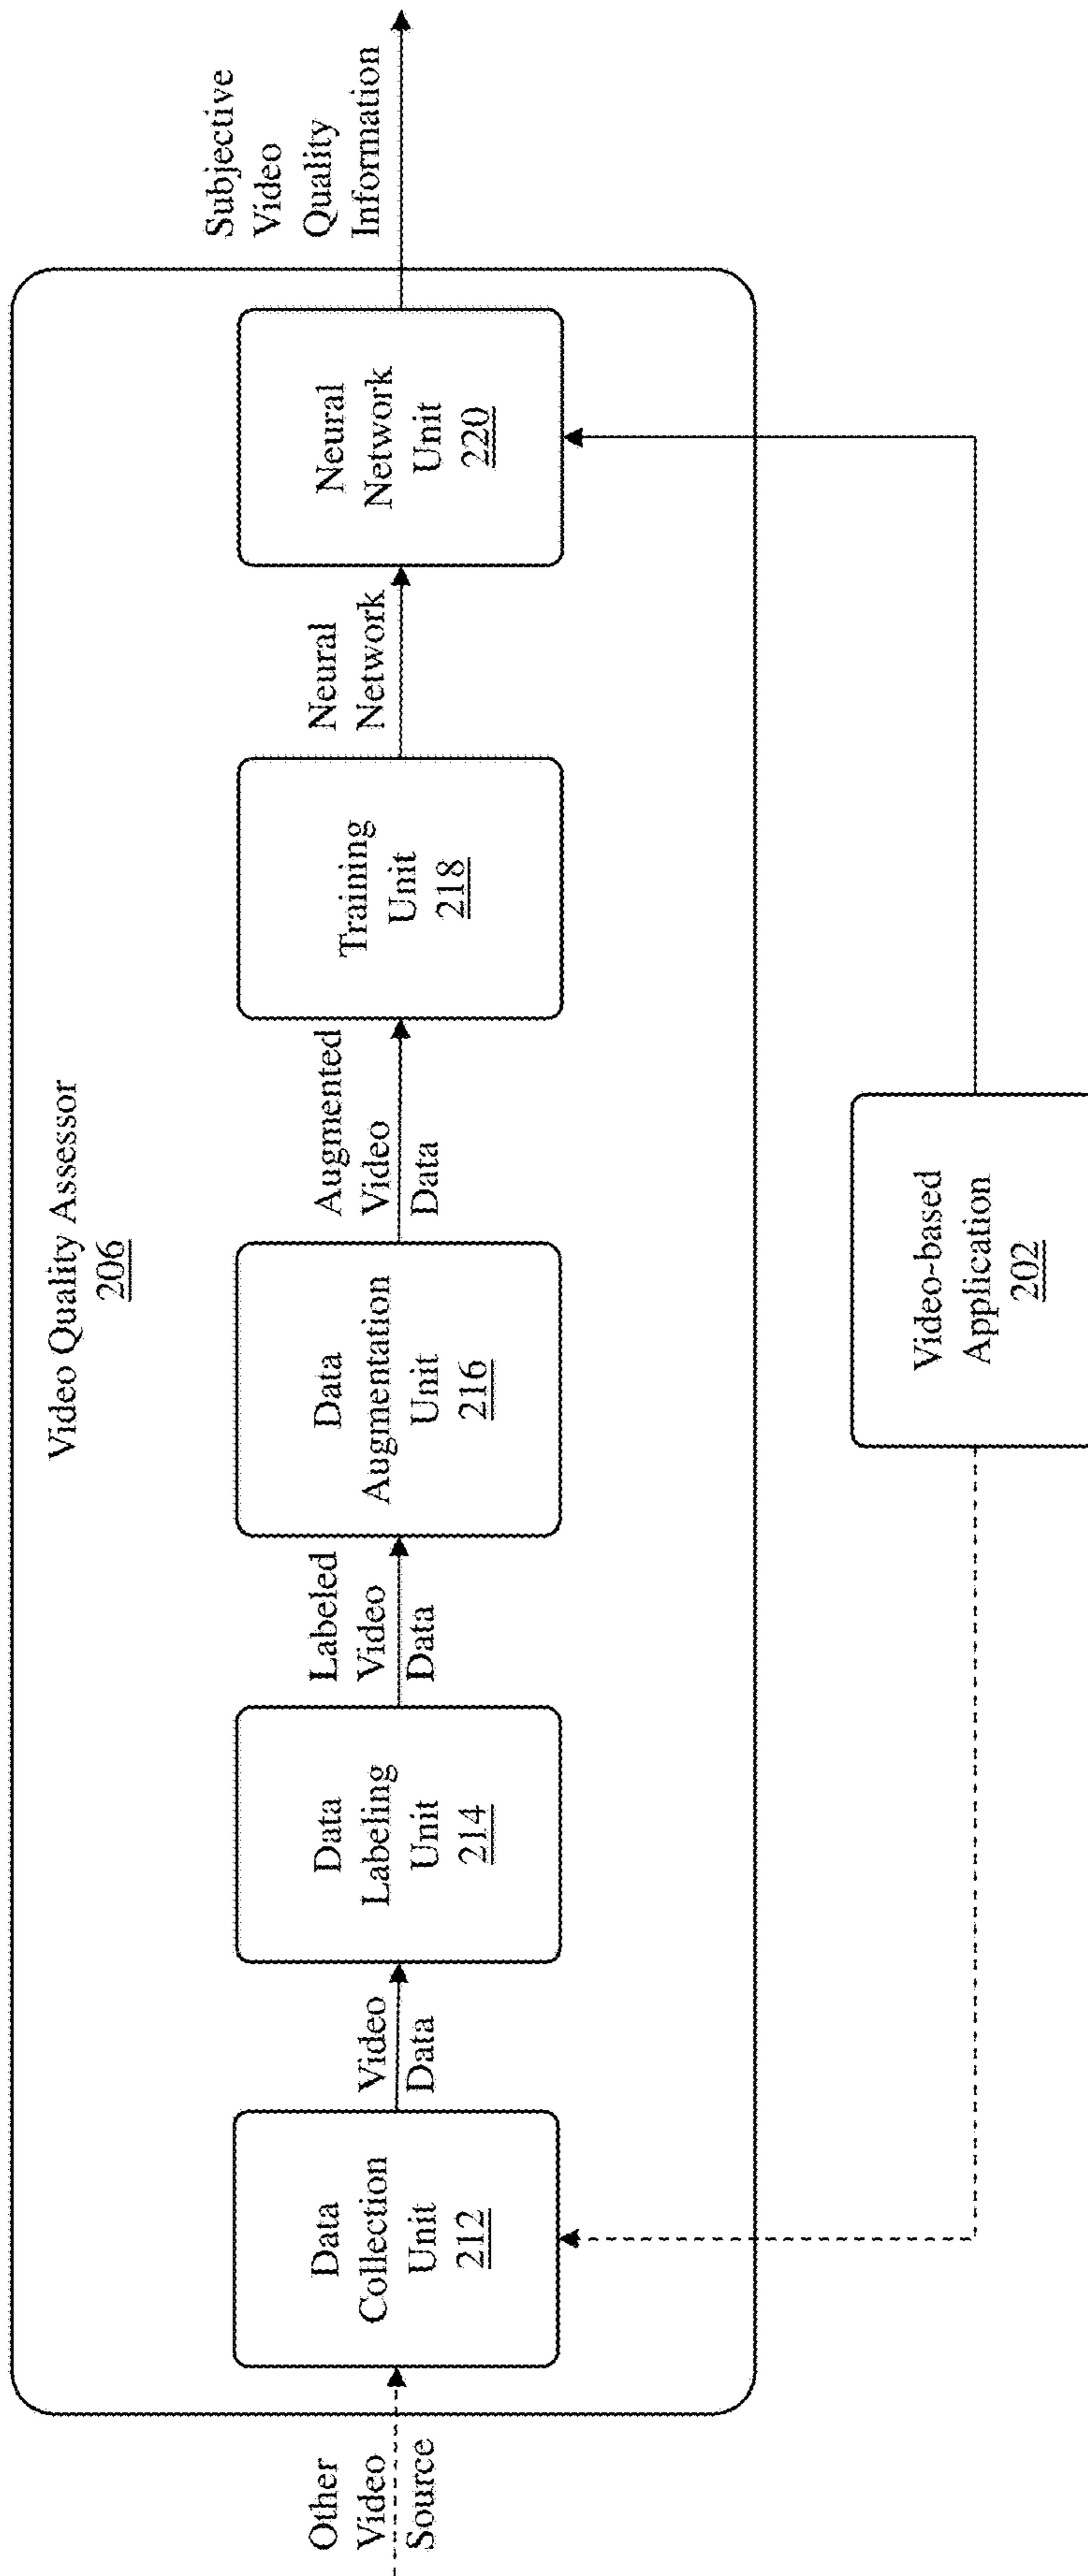 Video Quality Assessor
206
Other
Video
Source
Data
Collection
Unit
212
Video
Data
Data
Labeling
Unit
214
Labeled
Video
Data
Data
Augmentation
Unit
216
Augmented
Video
Data
Training
Unit
218
Neural
Network
Neural
Network
Unit
220
Subjective
Video
Quality
Information
Video-based
Application
202